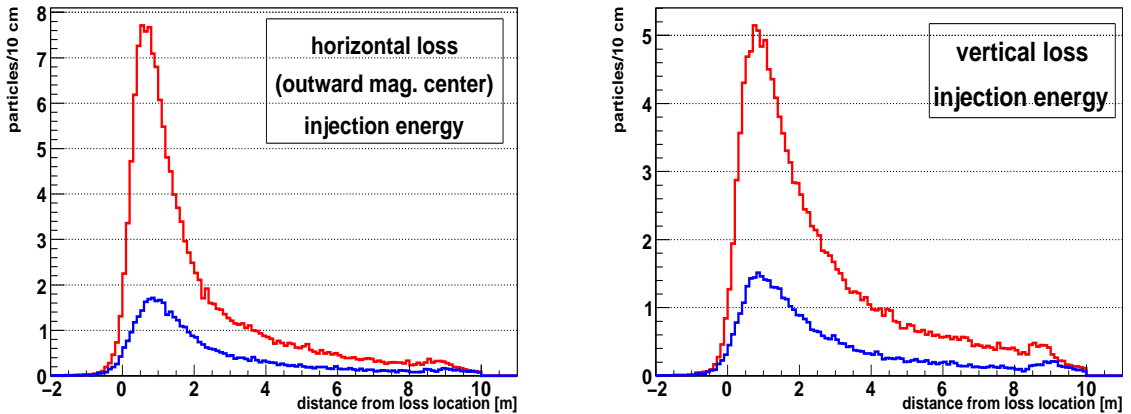 particles/10 cm
8
7
6
5
4
3
2
1
0
horizontal loss
(outward mag. center)
injection energy
−2 0 2 4 6 8 10
distance from loss location [m]
particles/10 cm
5
4
3
2
1
0
vertical loss
injection energy
−2 0 2 4 6 8 10
distance from loss location [m]